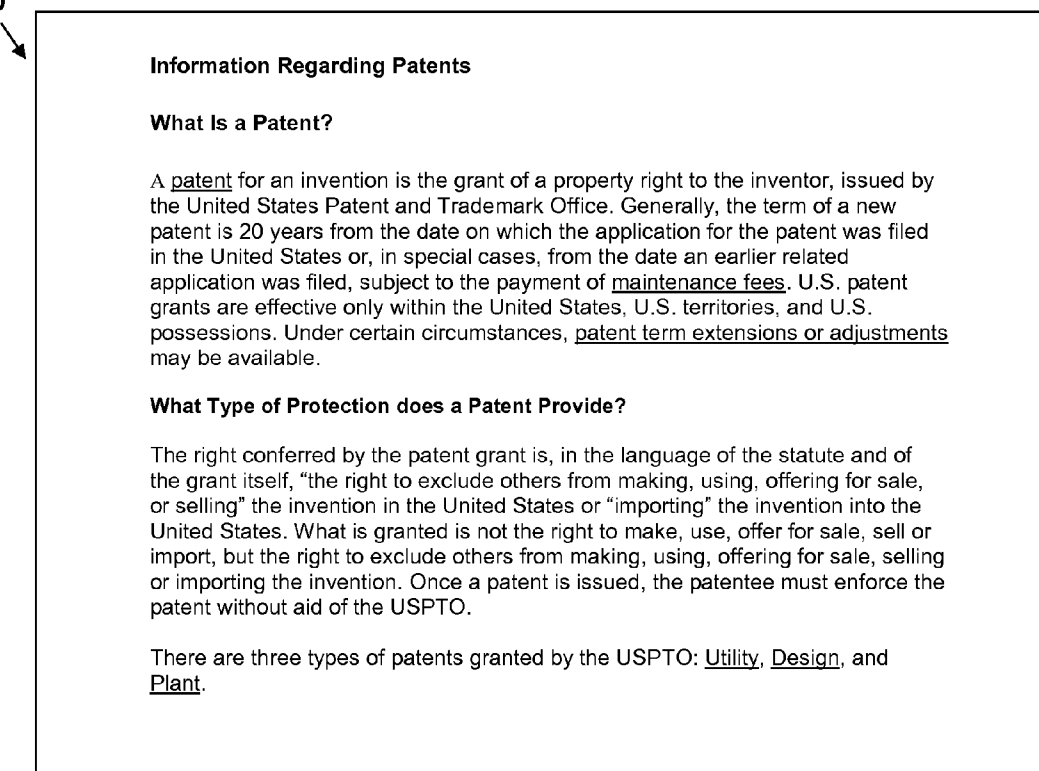 Information Regarding Patents
What Is a Patent?
A patent for an invention is the grant of a property right to the inventor, issued by
the United States Patent and Trademark Office. Generally, the term of a new
patent is 20 years from the date on which the application for the patent was filed
in the United States or, in special cases, from the date an earlier related
application was filed, subject to the payment of maintenance fees. U.S. patent
grants are effective only within the United States, U.S. territories, and U.S.
possessions. Under certain circumstances, patent term extensions or adjustments
may be available.
What Type of Protection does a Patent Provide?
The right conferred by the patent grant is, in the language of the statute and of
the grant itself, “the right to exclude others from making, using, offering for sale,
or selling” the invention in the United States or “importing” the invention into the
United States. What is granted is not the right to make, use, offer for sale, sell or
import, but the right to exclude others from making, using, offering for sale, selling
or importing the invention. Once a patent is issued, the patentee must enforce the
patent without aid of the USPTO.
There are three types of patents granted by the USPTO: Utility, Design, and
Plant.